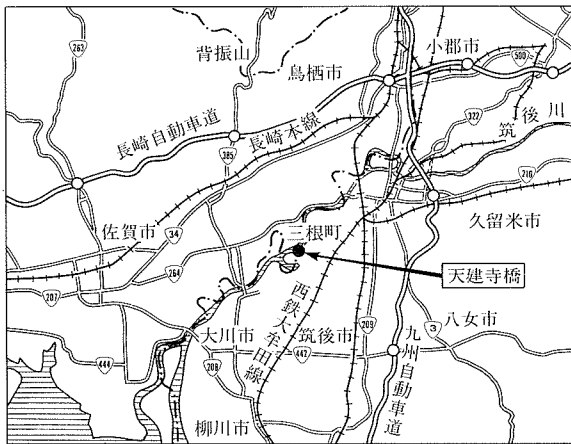 263
背振山
小郡市
500
鳥栖市
長崎自動車道
長崎本線
385
322
筑後川
210
佐賀市
34
三根町
久留米市
264
天建寺橋
207
西鉄大牟田線
大川市
筑後市
209
3
八女市
444
208
442
九州自動車道
柳川市